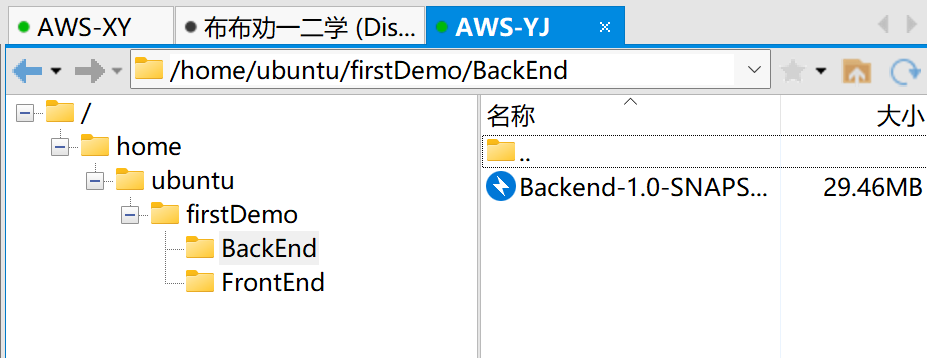 AWS-XY
布布劝一二学 (Dis...
AWS-YJ
/home/ubuntu/firstDemo/BackEnd
/
home
ubuntu
firstDemo
BackEnd
FrontEnd
名称
大小
..
Backend-1.0-SNAPS...
29.46MB